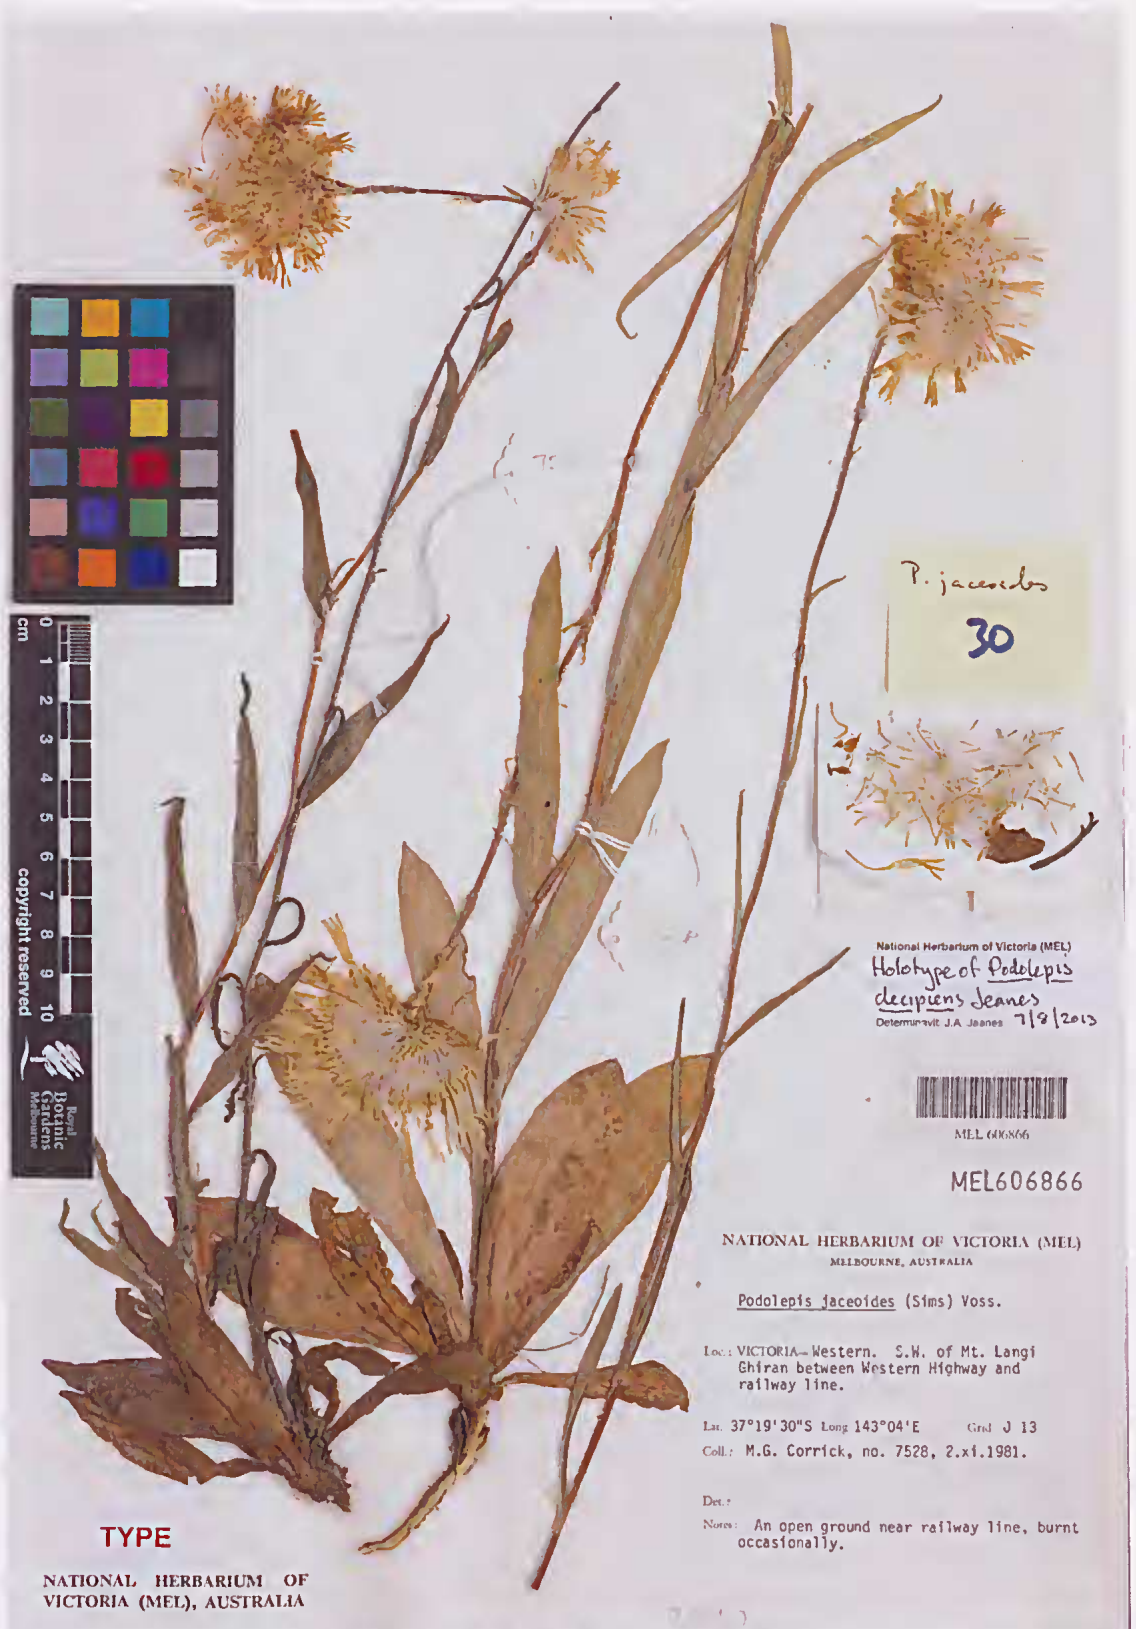 P. jaceoides
30
0
cm
1
2
3
4
5
6
7
8
9
10
copyright reserved
Royal
Botanic
Gardens
Melbourne
National Herbarium of Victoria (MEL)
Holotype of Podolepis
decipiens Jeanes
Determinavit J.A. Jeanes 7/8/2013
MEL 606866
MEL606866
NATIONAL HERBARIUM OF VICTORIA (MEL)
MELBOURNE, AUSTRALIA
Podolepis jaceoides (Sims) Voss.
Loc.: VICTORIA- Western. S.W. of Mt. Langi
Ghiran between Western Highway and
railway line.
Lat. 37°19'30"S Long 143°04'E Grid J 13
Coll.: M.G. Corrick, no. 7528, 2.xi.1981.
Det.:
Notes: An open ground near railway line, burnt
occasionally.
TYPE
NATIONAL HERBARIUM OF
VICTORIA (MEL), AUSTRALIA